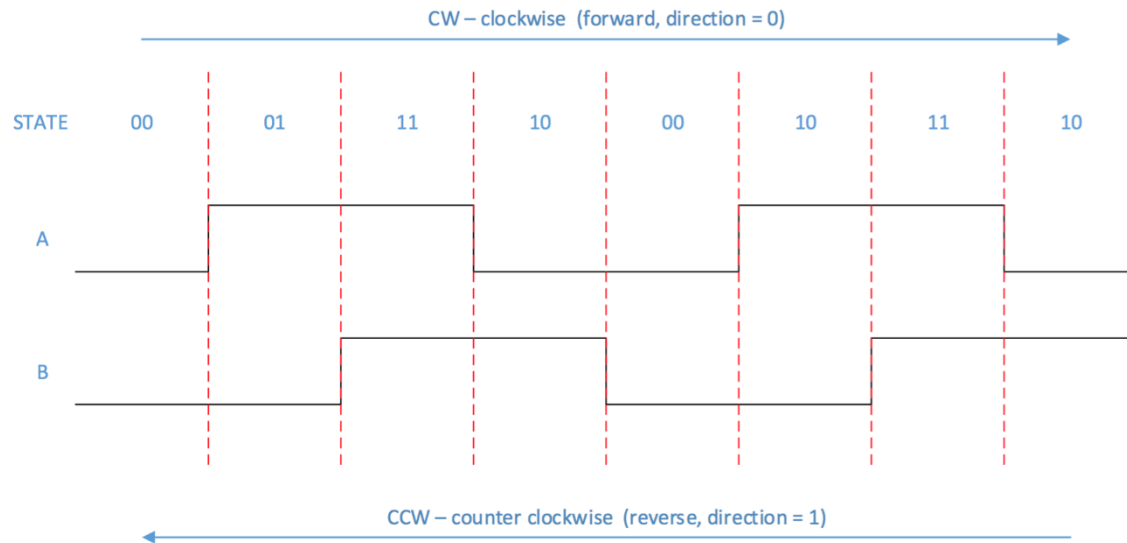 CW – clockwise (forward, direction = 0)
STATE 00 01 11 10 00 10 11 10
A
B
CCW – counter clockwise (reverse, direction = 1)